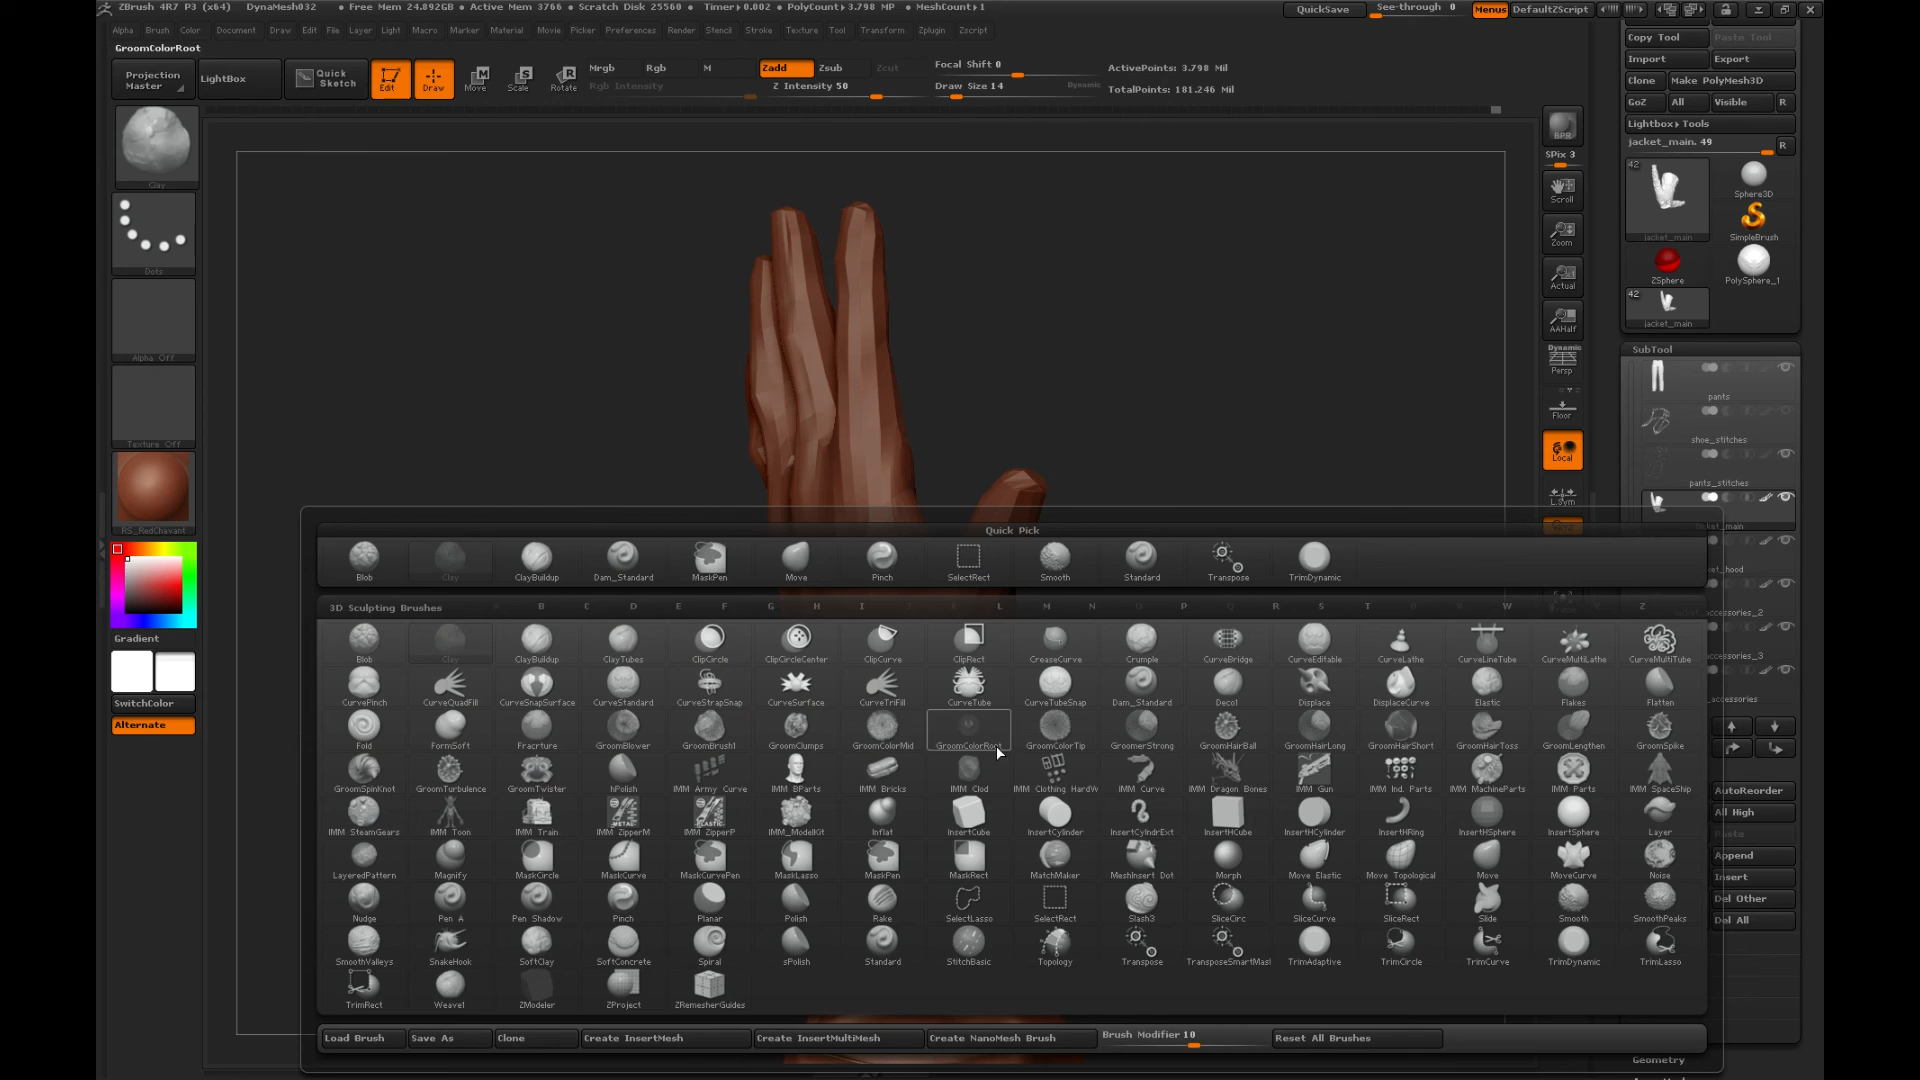 ZBrush 4R7 P3 (x64) DynaMesh032 • Free Mem 24.892GB • Active Mem 3766 • Scratch Disk 25560 • Timer▸0.002 • PolyCount▸3.798 MP • MeshCount▸1
QuickSave See-through 0 Menus DefaultZScript
Alpha Brush Color Document Draw Edit File Layer Light Macro Marker Material Movie Picker Preferences Render Stencil Stroke Texture Tool Transform Zplugin Zscript
GroomColorRoot
Projection Master LightBox Quick Sketch Edit Draw Move Scale Rotate
Mrgb Rgb M Zadd Zsub Zcut
Rgb Intensity Z Intensity 50
Focal Shift 0
Draw Size 14 Dynamic
ActivePoints: 3.798 Mil
TotalPoints: 181.246 Mil
Clay
Dots
Alpha Off
Texture Off
RS_RedChavant
Gradient
SwitchColor
Alternate
BPR
SPix 3
Scroll
Zoom
Actual
AAHalf
Dynamic
Persp
Floor
Local
L.Sym
Copy Tool Paste Tool
Import Export
Clone Make PolyMesh3D
GoZ All Visible R
Lightbox▸Tools
jacket_main. 49 R
42
jacket_main
Sphere3D
SimpleBrush
ZSphere PolySphere_1
42
jacket_main
SubTool
pants
shoe_stitches
pants_stitches
AutoReorder
All High
Paste
Append
Insert
Del Other
Del All
Geometry
Quick Pick
Blob Clay ClayBuildup Dam_Standard MaskPen Move Pinch SelectRect Smooth Standard Transpose TrimDynamic
3D Sculpting Brushes B C D E F G H I L M N P R S T W Z
Blob Clay ClayBuildup ClayTubes ClipCircle ClipCircleCenter ClipCurve ClipRect CreaseCurve Crumple CurveBridge CurveEditable CurveLathe CurveLineTube CurveMultiLathe CurveMultiTube
CurvePinch CurveQuadFill CurveSnapSurface CurveStandard CurveStrapSnap CurveSurface CurveTriFill CurveTube CurveTubeSnap Dam_Standard Deco1 Displace DisplaceCurve Elastic Flakes Flatten
Fold FormSoft Fracrture GroomBlower GroomBrush1 GroomClumps GroomColorMid GroomColorRoot GroomColorTip GroomerStrong GroomHairBall GroomHairLong GroomHairShort GroomHairToss GroomLengthen GroomSpike
GroomSpinKnot GroomTurbulence GroomTwister hPolish IMM Army Curve IMM BParts IMM Bricks IMM Clod IMM Clothing HardW IMM Curve IMM Dragon Bones IMM Gun IMM Ind. Parts IMM MachineParts IMM Parts IMM SpaceShip
IMM SteamGears IMM Toon IMM Train IMM ZipperM IMM ZipperP IMM_ModelKit Inflat InsertCube InsertCylinder InsertCylndrExt InsertHCube InsertHCylinder InsertHRing InsertHSphere InsertSphere Layer
LayeredPattern Magnify MaskCircle MaskCurve MaskCurvePen MaskLasso MaskPen MaskRect MatchMaker MeshInsert Dot Morph Move Elastic Move Topological Move MoveCurve Noise
Nudge Pen A Pen Shadow Pinch Planar Polish Rake SelectLasso SelectRect Slash3 SliceCirc SliceCurve SliceRect Slide Smooth SmoothPeaks
SmoothValleys SnakeHook SoftClay SoftConcrete Spiral sPolish Standard StitchBasic Topology Transpose TransposeSmartMasl TrimAdaptive TrimCircle TrimCurve TrimDynamic TrimLasso
TrimRect Weave1 ZModeler ZProject ZRemesherGuides
Load Brush Save As Clone Create InsertMesh Create InsertMultiMesh Create NanoMesh Brush Brush Modifier 10 Reset All Brushes